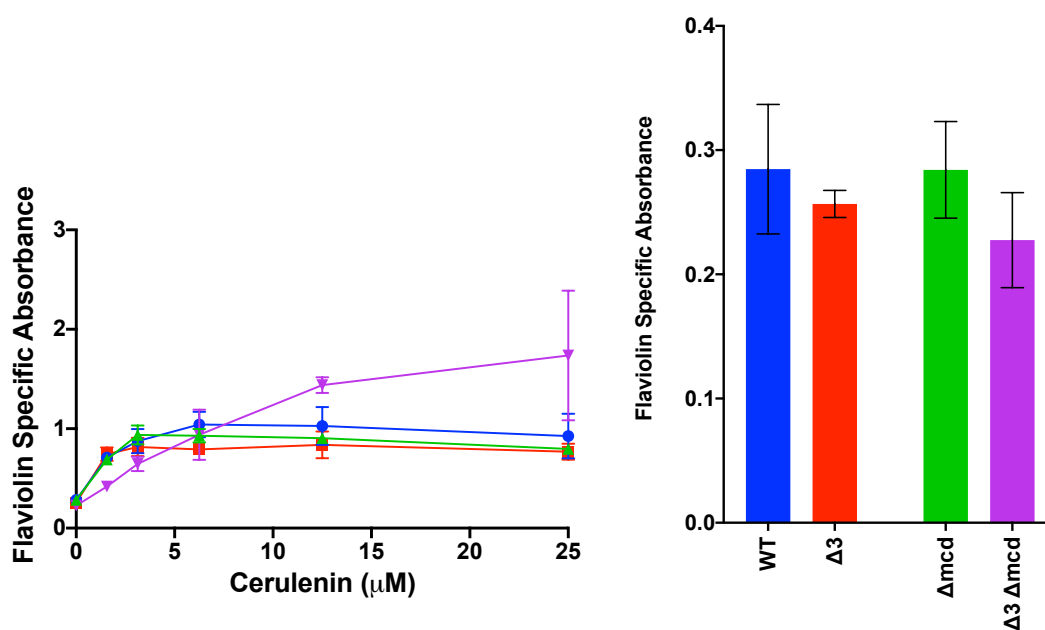 Flaviolin Specific Absorbance
3
2
1
0
0
5
10
15
20
25
Cerulenin (μM)
Flaviolin Specific Absorbance
0.4
0.3
0.2
0.1
0.0
WT
Δ3
Δmcd
Δ3 Δmcd